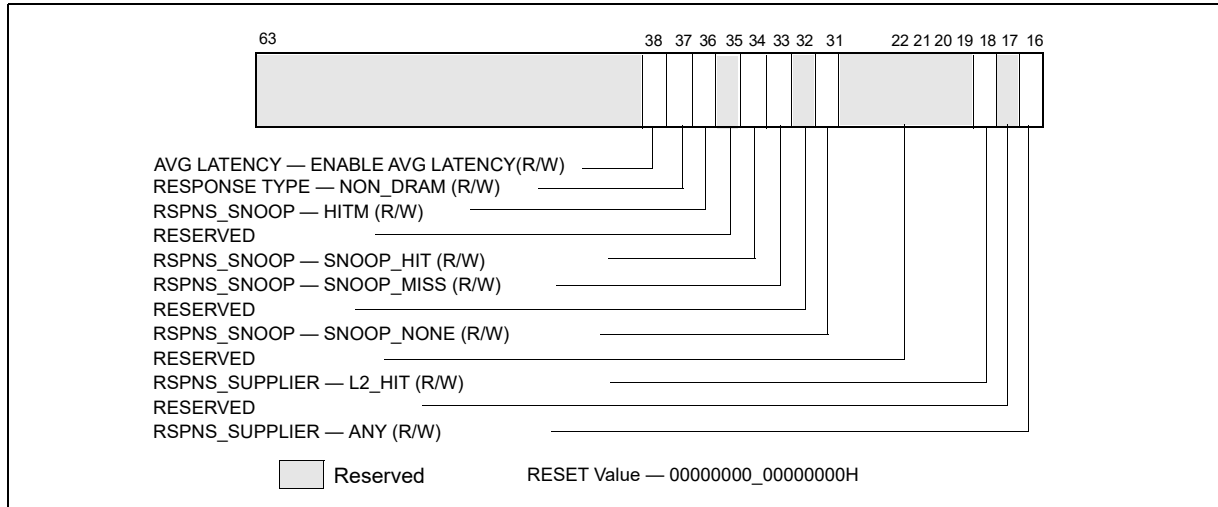 63 38 37 36 35 34 33 32 31 22 21 20 19 18 17 16
AVG LATENCY — ENABLE AVG LATENCY(R/W)
RESPONSE TYPE — NON_DRAM (R/W)
RSPNS_SNOOP — HITM (R/W)
RESERVED
RSPNS_SNOOP — SNOOP_HIT (R/W)
RSPNS_SNOOP — SNOOP_MISS (R/W)
RESERVED
RSPNS_SNOOP — SNOOP_NONE (R/W)
RESERVED
RSPNS_SUPPLIER — L2_HIT (R/W)
RESERVED
RSPNS_SUPPLIER — ANY (R/W)
Reserved RESET Value — 00000000_00000000H